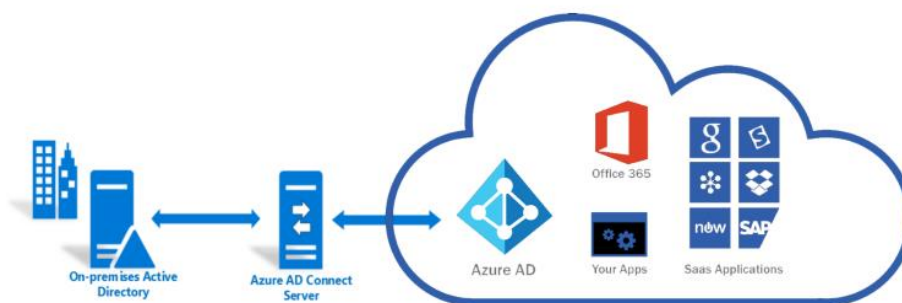 On-premises Active
Directory
Azure AD Connect
Server
Azure AD
Office 365
Your Apps
g
S
now
SAP
Saas Applications